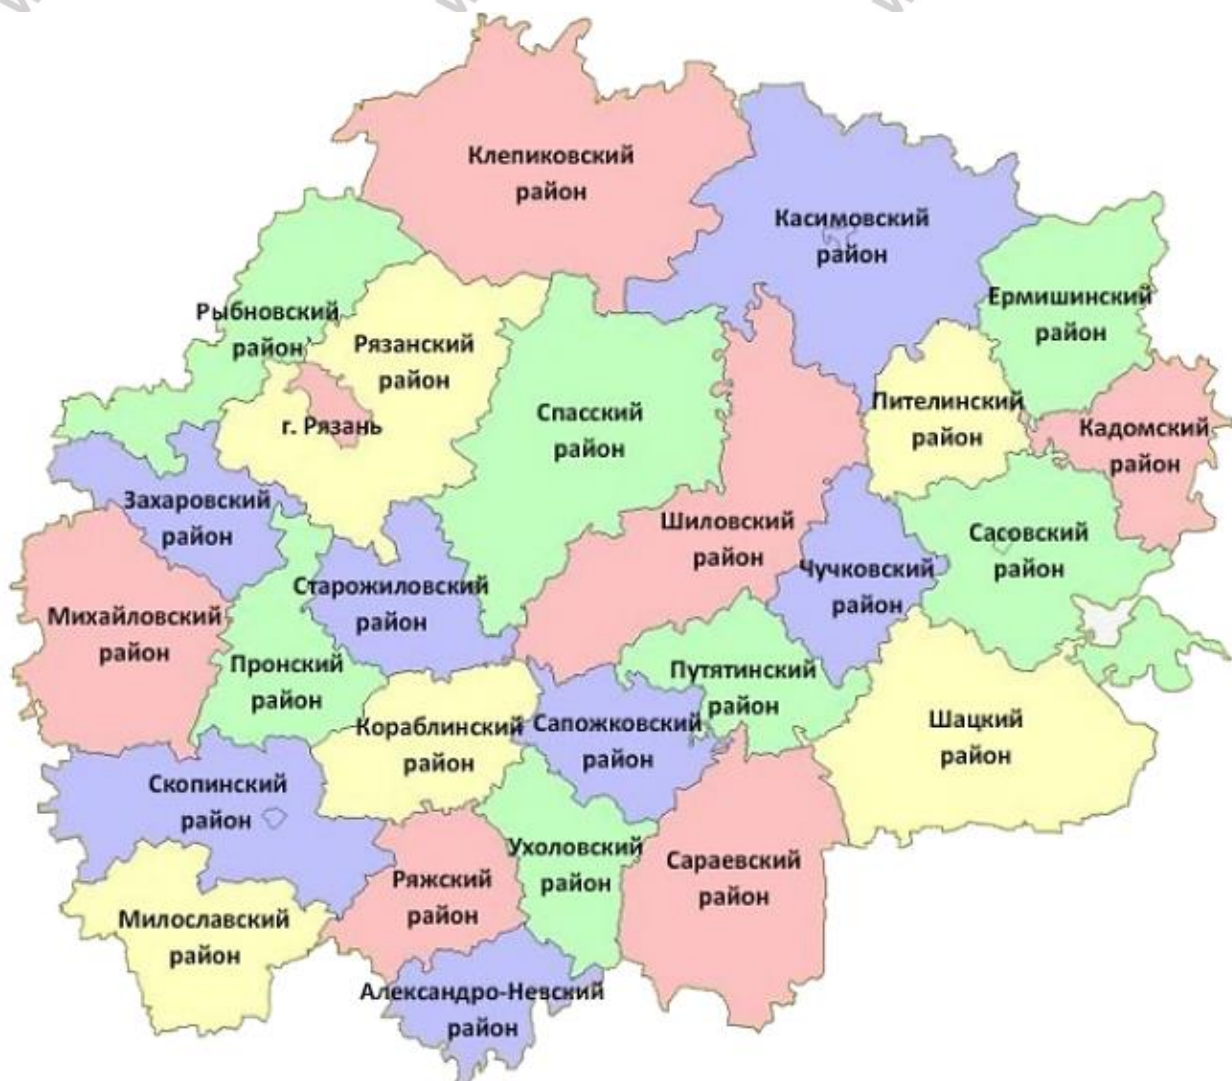 Клепиковский
район
Касимовский
район
Ермишинский
район
Рыбновский
район
Рязанский
район
г. Рязань
Спасский
район
Пителинский
район
Кадомский
район
Захаровский
район
Шиловский
район
Чучковский
район
Сасовский
район
Михайловский
район
Старожиловский
район
Пронский
район
Путятинский
район
Кораблинский
район
Сапожковский
район
Шацкий
район
Скопинский
район
Ухоловский
район
Сараевский
район
Ряжский
район
Милославский
район
Александро-Невский
район